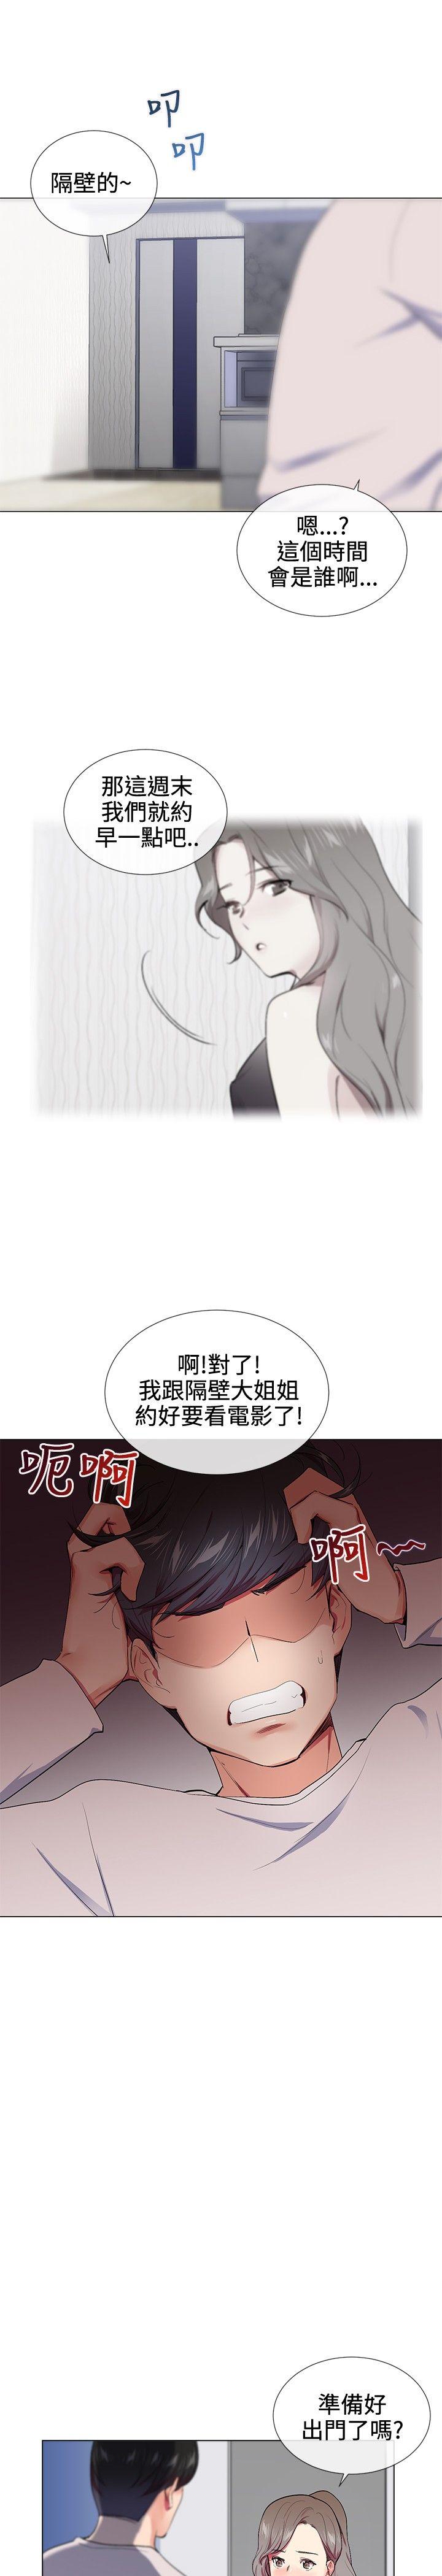 叩
叩
隔壁的~
嗯...?
這個時間
會是誰啊...
那這週末
我們就約
早一點吧..
啊!對了!
我跟隔壁大姐姐
約好要看電影了!
呃啊
啊~
準備好
出門了嗎?